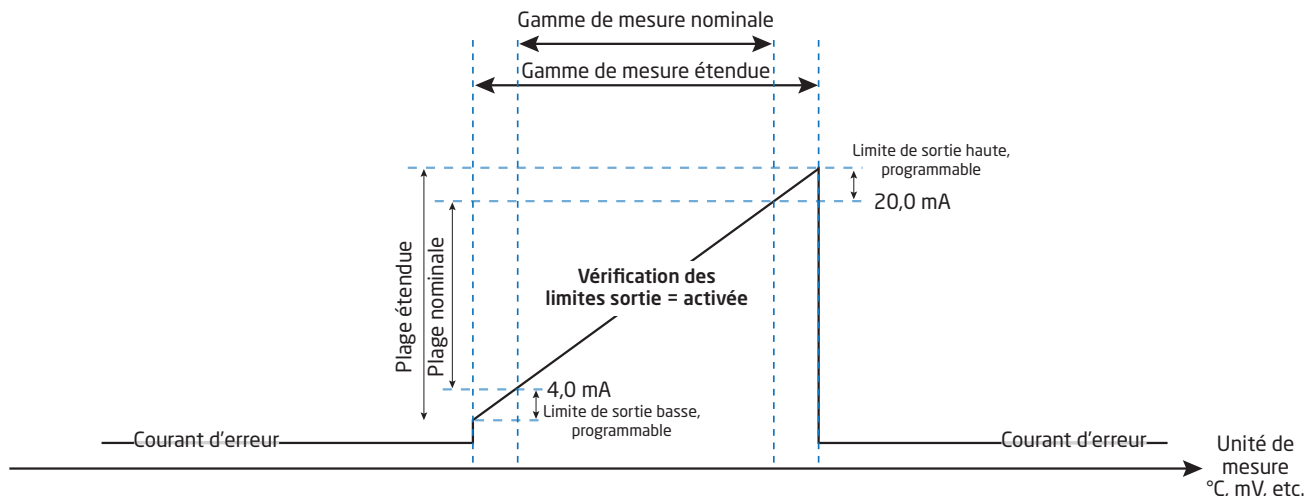 Gamme de mesure nominale
Gamme de mesure étendue
Limite de sortie haute,
programmable
20,0 mA
Plage étendue
Plage nominale
Vérification des
limites sortie = activée
4,0 mA
Limite de sortie basse,
programmable
Courant d'erreur
Courant d'erreur
Unité de
mesure
°C, mV, etc.